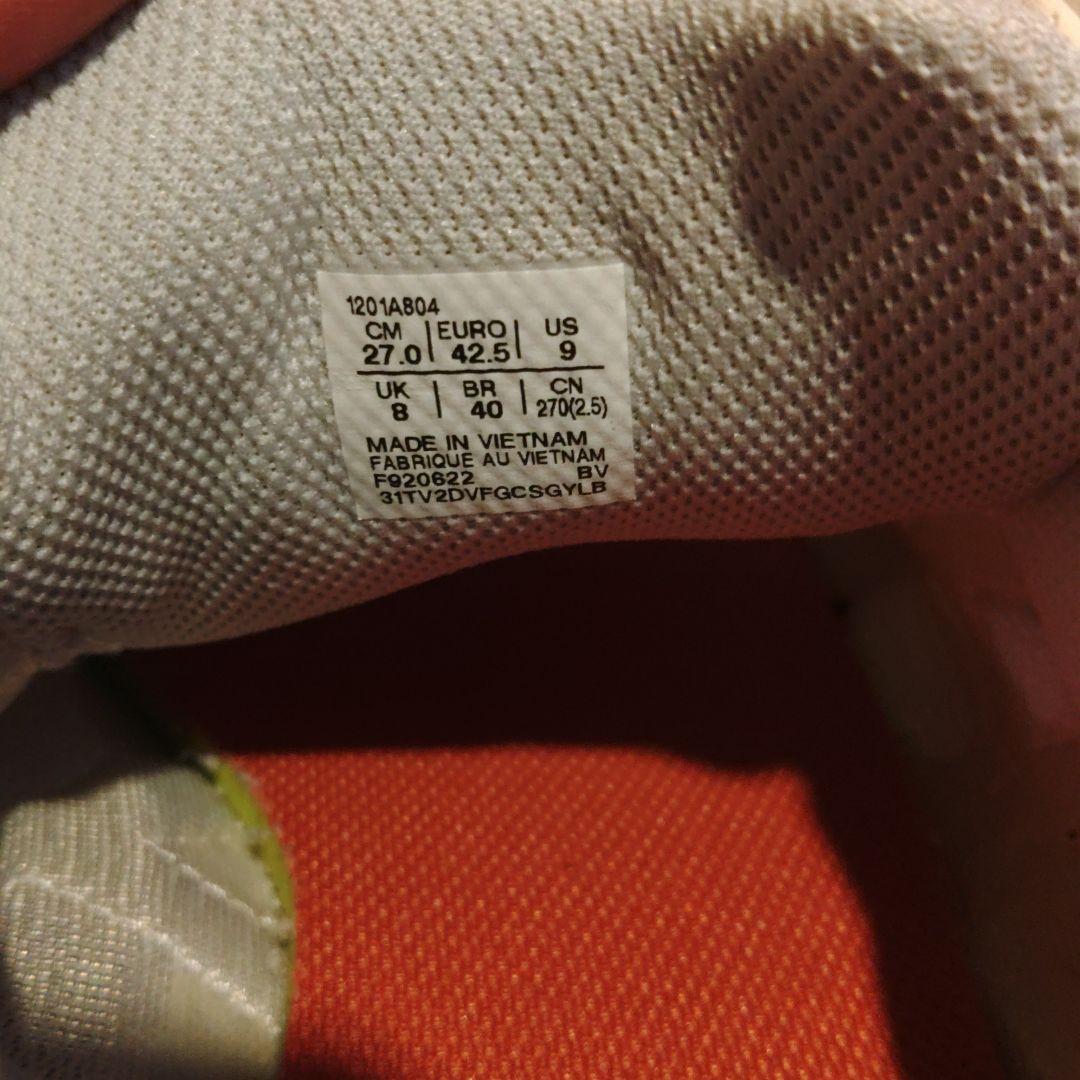 1201A804
CM | EURO | US
27.0 | 42.5 | 9
UK | BR | CN
8 | 40 | 270(2.5)
MADE IN VIETNAM
FABRIQUE AU VIETNAM
F920622 BV
31TV2DVFGCSGYLB